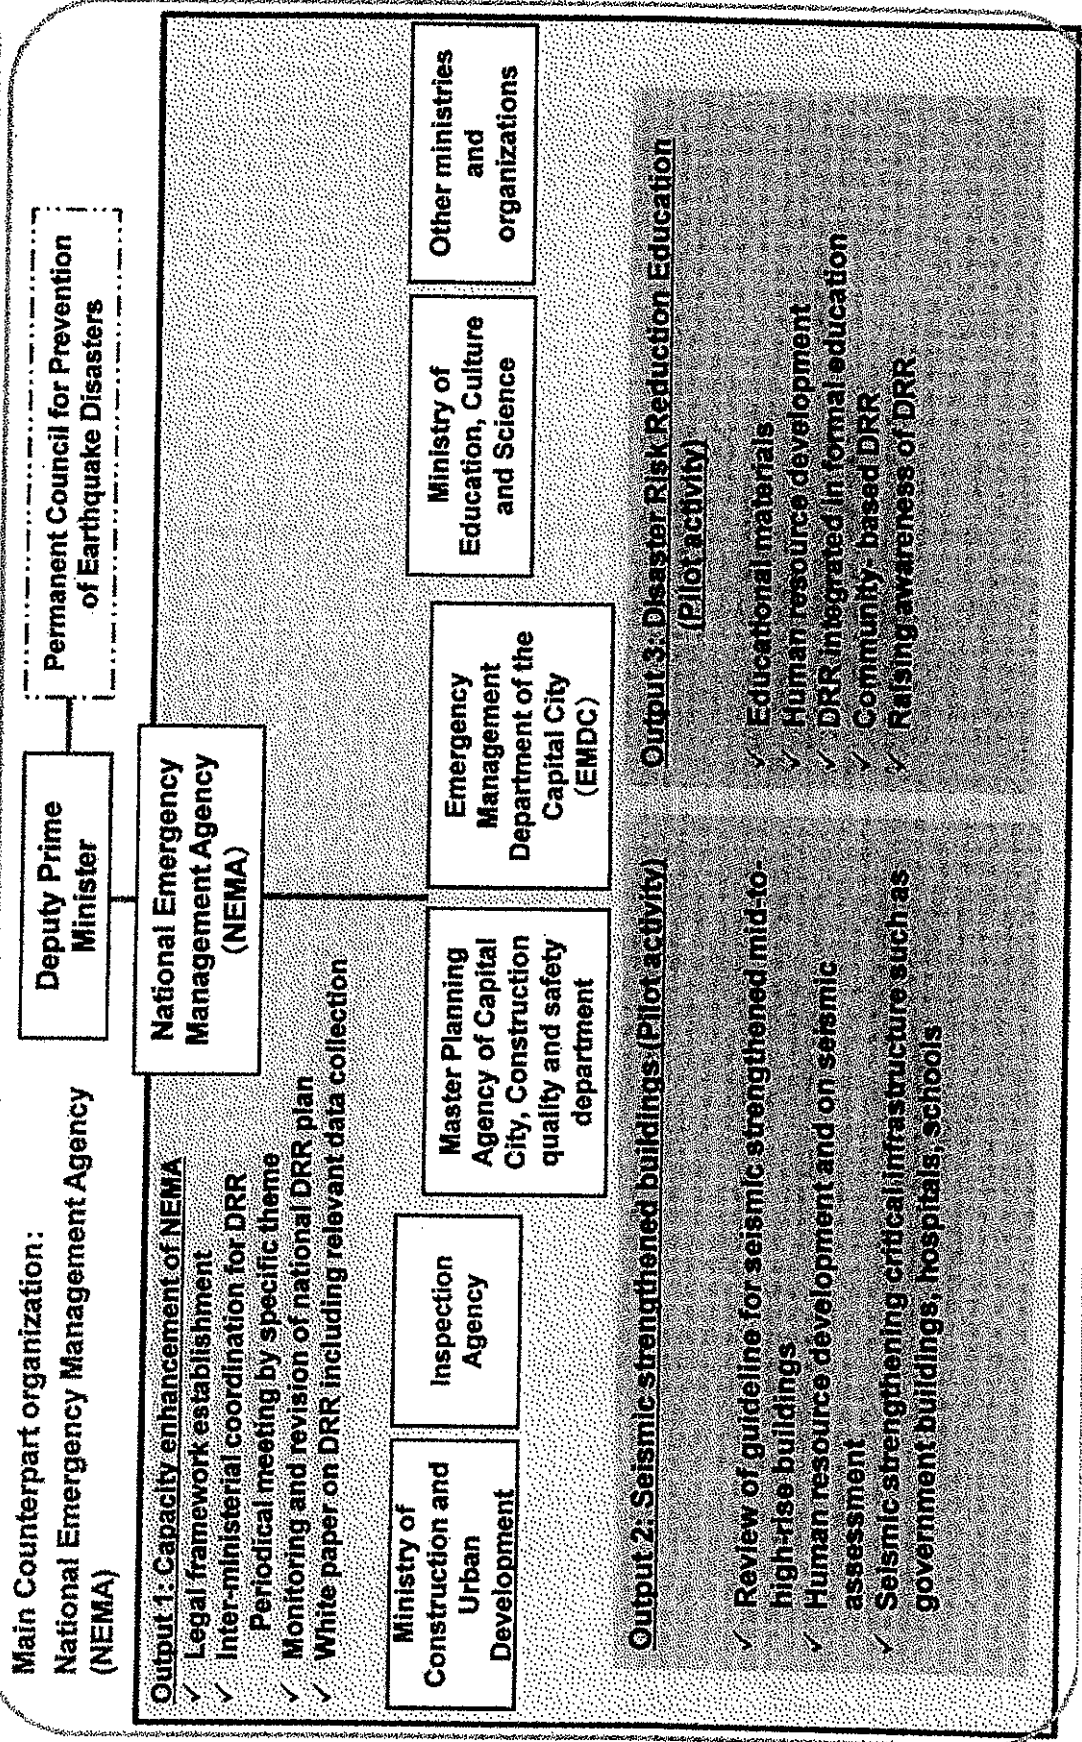 Main Counterpart organization:
National Emergency Management Agency
(NEMA)
Deputy Prime
Minister
Permanent Council for Prevention
of Earthquake Disasters
National Emergency
Management Agency
(NEMA)
Output 1: Capacity enhancement of NEMA
✓ Legal framework establishment
✓ Inter-ministerial coordination for DRR
Periodical meeting by specific theme
✓ Monitoring and revision of national DRR plan
✓ White paper on DRR including relevant data collection
Ministry of
Construction and
Urban
Development
Inspection
Agency
Master Planning
Agency of Capital
City, Construction
quality and safety
department
Emergency
Management
Department of the
Capital City
(EMDC)
Ministry of
Education, Culture
and Science
Other ministries
and
organizations
Output 2: Seismic strengthened buildings (Pilot activity)
✓ Review of guideline for seismic strengthened mid-to-
high-rise buildings
✓ Human resource development and on seismic
assessment
✓ Seismic strengthening critical infrastructure such as
government buildings, hospitals, schools
Output 3: Disaster Risk Reduction Education
(Pilot activity)
✓ Educational materials
✓ Human resource development
✓ DRR integrated in formal education
✓ Community- based DRR
✓ Raising awareness of DRR